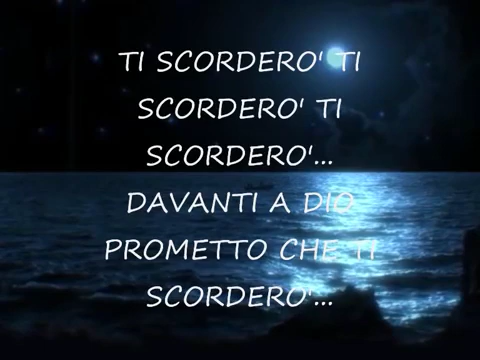 TI SCORDERO' TI
SCORDERO' TI
SCORDERO'...
DAVANTI A DIO
PROMETTO CHE TI
SCORDERO'...